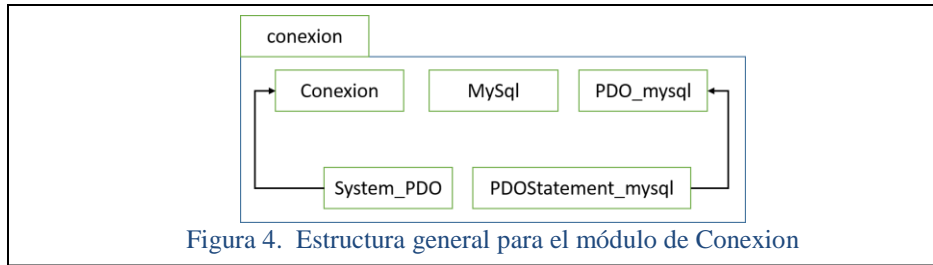 conexion
Conexion
MySql
PDO_mysql
System_PDO
PDOStatement_mysql
Figura 4. Estructura general para el módulo de Conexion